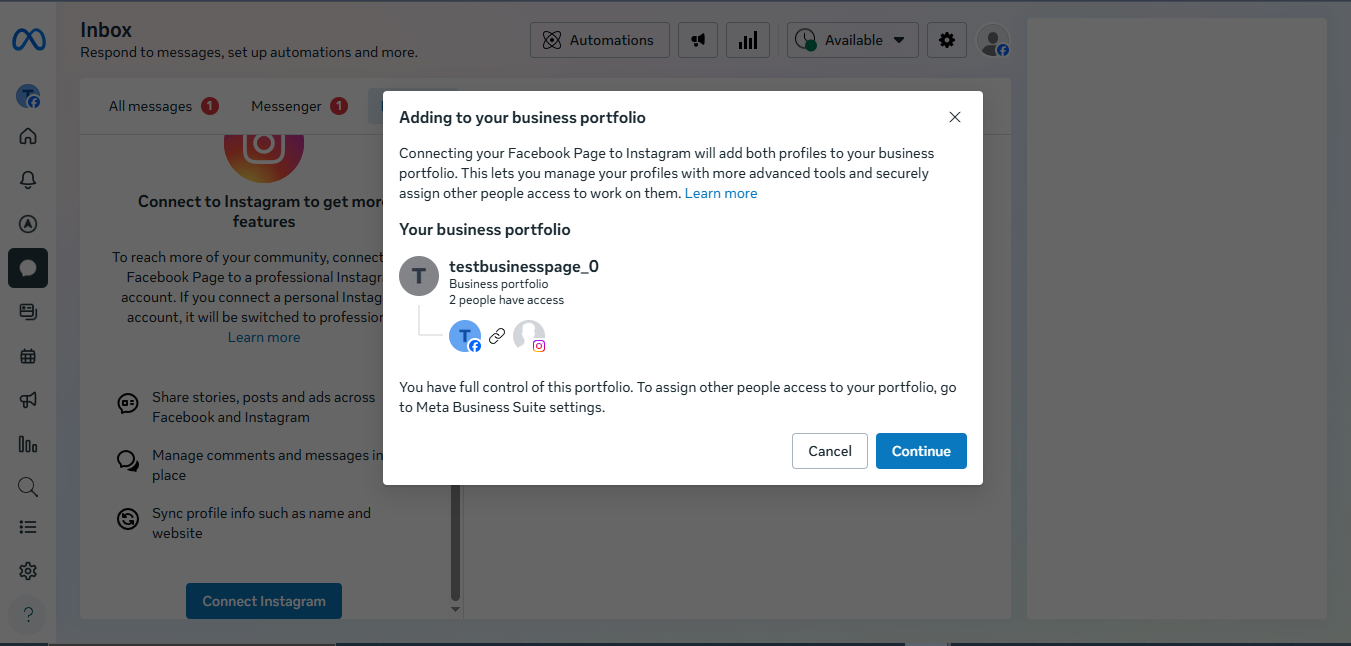 Inbox
Respond to messages, set up automations and more.
Automations
Available
All messages 1
Messenger 1
Connect to Instagram to get more
features
To reach more of your community, connect
Facebook Page to a professional
account. If you connect a personal
account, it will be switched to
Learn more
Share stories, posts and ads across
Facebook and Instagram
Manage comments and messages in
place
Sync profile info such as name and
website
Connect Instagram
Adding to your business portfolio
Connecting your Facebook Page to Instagram will add both profiles to your business
portfolio. This lets you manage your profiles with more advanced tools and securely
assign other people access to work on them. Learn more
Your business portfolio
T
testbusinesspage_0
Business portfolio
2 people have access
T
You have full control of this portfolio. To assign other people access to your portfolio, go
to Meta Business Suite settings.
Cancel
Continue